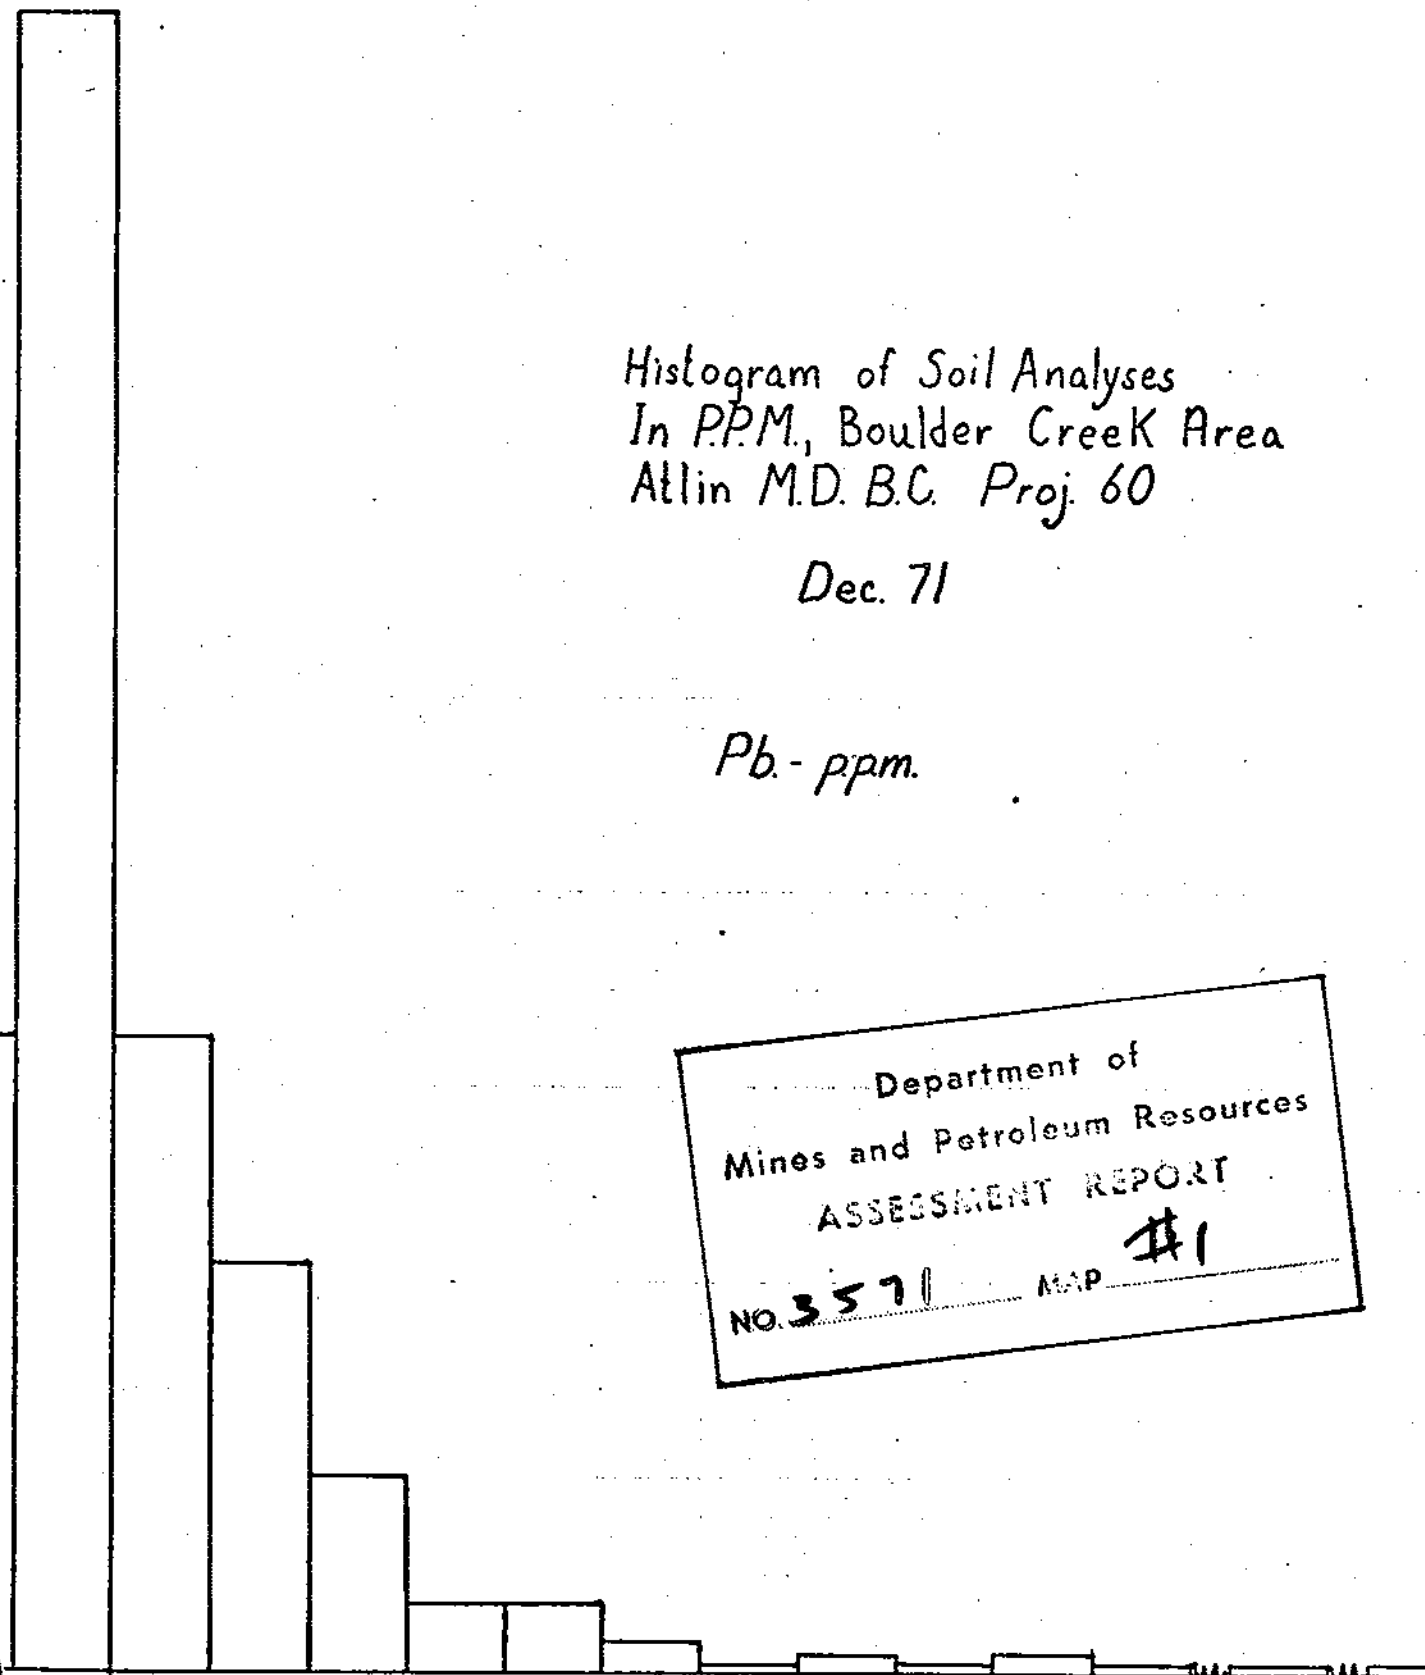 Histogram of Soil Analyses
In P.P.M., Boulder Creek Area
Atlin M.D. B.C. Proj. 60
Dec. 71
Pb. - p.p.m.
Department of
Mines and Petroleum Resources
ASSESSMENT REPORT
NO. 3571 MAP #1